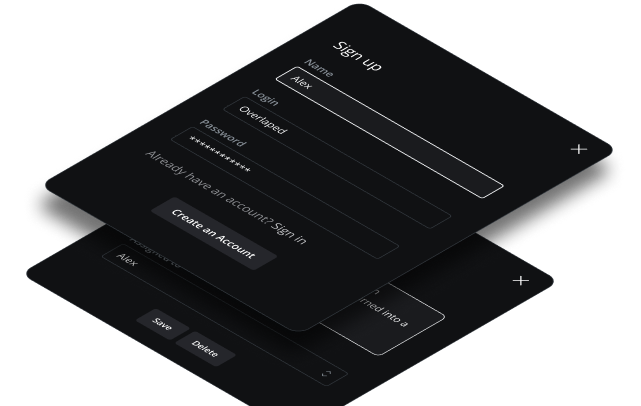 Sign up
Name
Alex
Login
Overlaped
Password
************
Already have an account? Sign in
Create an Account
Alex
rned into a
Save
Delete